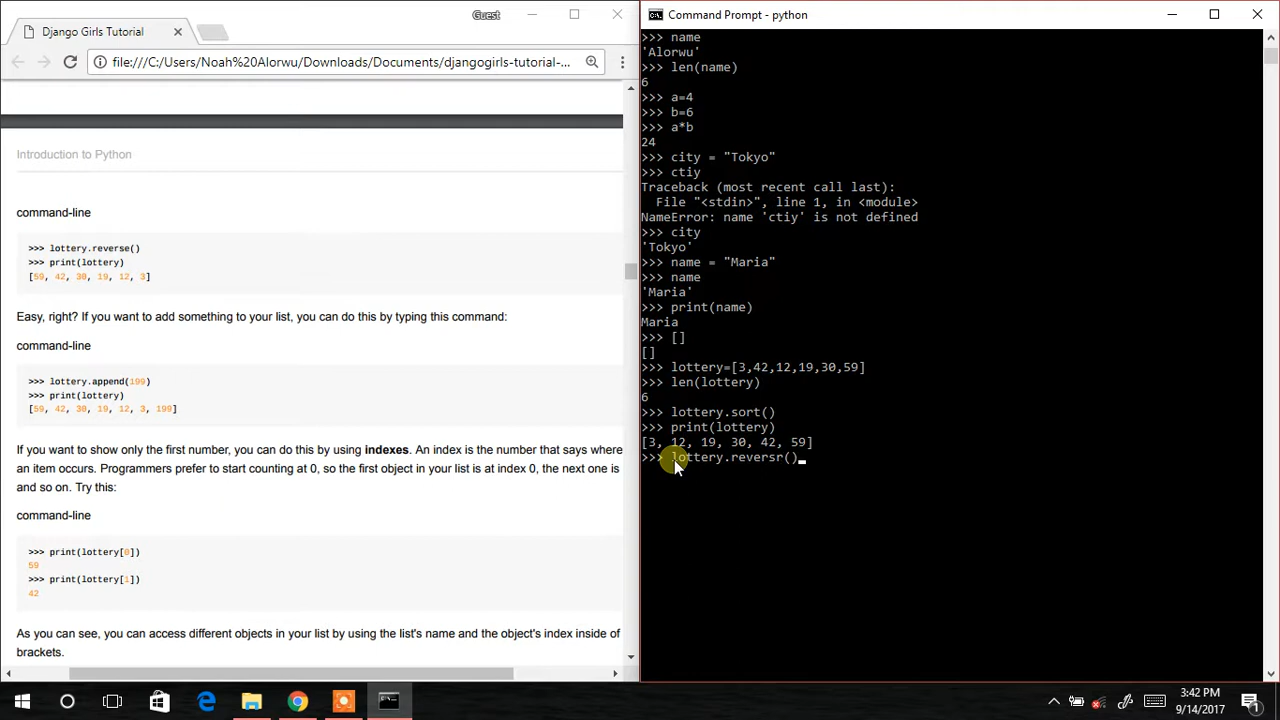 Guest
Django Girls Tutorial
file:///C:/Users/Noah%20Alorwu/Downloads/Documents/djangogirls-tutorial-...
Introduction to Python
command-line
>>> lottery.reverse()
>>> print(lottery)
[59, 42, 30, 19, 12, 3]
Easy, right? If you want to add something to your list, you can do this by typing this command:
command-line
>>> lottery.append(199)
>>> print(lottery)
[59, 42, 30, 19, 12, 3, 199]
If you want to show only the first number, you can do this by using indexes. An index is the number that says where
an item occurs. Programmers prefer to start counting at 0, so the first object in your list is at index 0, the next one is
and so on. Try this:
command-line
>>> print(lottery[0])
59
>>> print(lottery[1])
42
As you can see, you can access different objects in your list by using the list's name and the object's index inside of
brackets.
Command Prompt - python
>>> name
'Alorwu'
>>> len(name)
6
>>> a=4
>>> b=6
>>> a*b
24
>>> city = "Tokyo"
>>> ctiy
Traceback (most recent call last):
  File "<stdin>", line 1, in <module>
NameError: name 'ctiy' is not defined
>>> city
'Tokyo'
>>> name = "Maria"
>>> name
'Maria'
>>> print(name)
Maria
>>> []
[]
>>> lottery=[3,42,12,19,30,59]
>>> len(lottery)
6
>>> lottery.sort()
>>> print(lottery)
[3, 12, 19, 30, 42, 59]
>>> lottery.reversr()
3:42 PM
9/14/2017
1